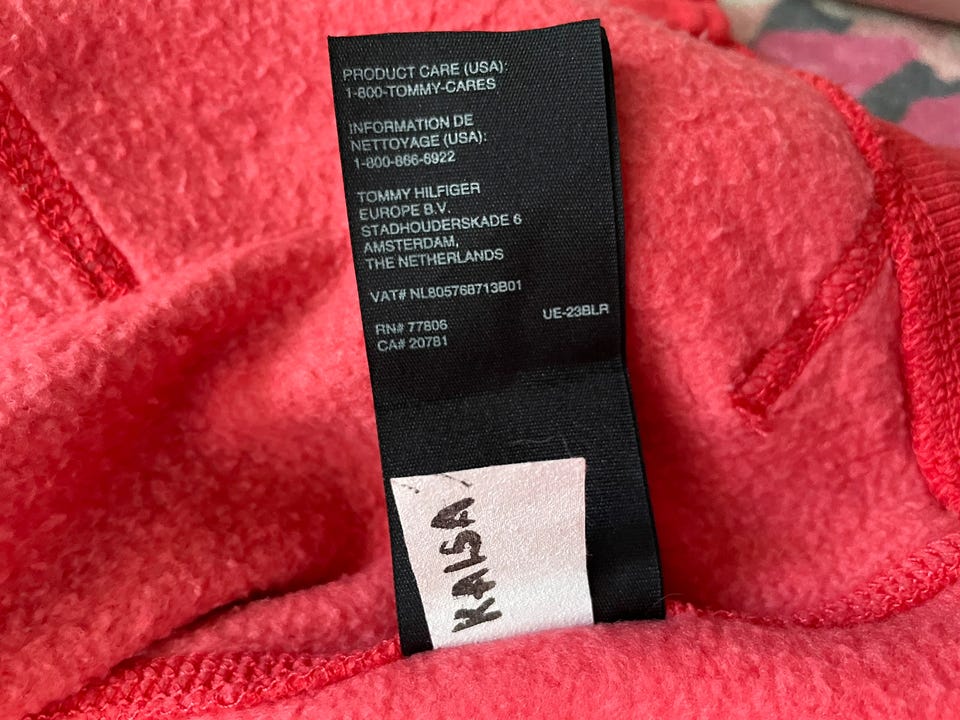 PRODUCT CARE (USA):
1-800-TOMMY-CARES
INFORMATION DE
NETTOYAGE (USA):
1-800-866-6922
TOMMY HILFIGER
EUROPE B.V.
STADHOUDERSKADE 6
AMSTERDAM,
THE NETHERLANDS
VAT# NL805768713B01
UE-23BLR
RN# 77806
CA# 20781
KAISA